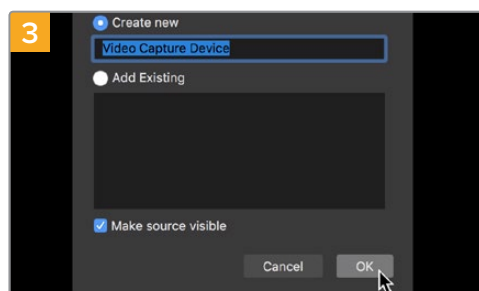 3
Create new
Video Capture Device
Add Existing
Make source visible
Cancel OK